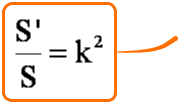 S'/S = k²